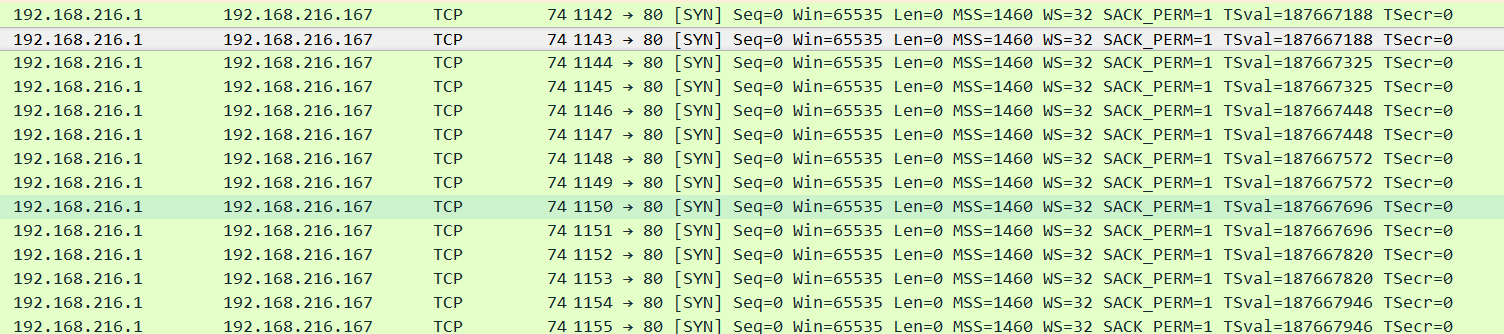 192.168.216.1 192.168.216.167 TCP 74 1142 → 80 [SYN] Seq=0 Win=65535 Len=0 MSS=1460 WS=32 SACK_PERM=1 TSval=187667188 TSecr=0
192.168.216.1 192.168.216.167 TCP 74 1143 → 80 [SYN] Seq=0 Win=65535 Len=0 MSS=1460 WS=32 SACK_PERM=1 TSval=187667188 TSecr=0
192.168.216.1 192.168.216.167 TCP 74 1144 → 80 [SYN] Seq=0 Win=65535 Len=0 MSS=1460 WS=32 SACK_PERM=1 TSval=187667325 TSecr=0
192.168.216.1 192.168.216.167 TCP 74 1145 → 80 [SYN] Seq=0 Win=65535 Len=0 MSS=1460 WS=32 SACK_PERM=1 TSval=187667325 TSecr=0
192.168.216.1 192.168.216.167 TCP 74 1146 → 80 [SYN] Seq=0 Win=65535 Len=0 MSS=1460 WS=32 SACK_PERM=1 TSval=187667448 TSecr=0
192.168.216.1 192.168.216.167 TCP 74 1147 → 80 [SYN] Seq=0 Win=65535 Len=0 MSS=1460 WS=32 SACK_PERM=1 TSval=187667448 TSecr=0
192.168.216.1 192.168.216.167 TCP 74 1148 → 80 [SYN] Seq=0 Win=65535 Len=0 MSS=1460 WS=32 SACK_PERM=1 TSval=187667572 TSecr=0
192.168.216.1 192.168.216.167 TCP 74 1149 → 80 [SYN] Seq=0 Win=65535 Len=0 MSS=1460 WS=32 SACK_PERM=1 TSval=187667572 TSecr=0
192.168.216.1 192.168.216.167 TCP 74 1150 → 80 [SYN] Seq=0 Win=65535 Len=0 MSS=1460 WS=32 SACK_PERM=1 TSval=187667696 TSecr=0
192.168.216.1 192.168.216.167 TCP 74 1151 → 80 [SYN] Seq=0 Win=65535 Len=0 MSS=1460 WS=32 SACK_PERM=1 TSval=187667696 TSecr=0
192.168.216.1 192.168.216.167 TCP 74 1152 → 80 [SYN] Seq=0 Win=65535 Len=0 MSS=1460 WS=32 SACK_PERM=1 TSval=187667820 TSecr=0
192.168.216.1 192.168.216.167 TCP 74 1153 → 80 [SYN] Seq=0 Win=65535 Len=0 MSS=1460 WS=32 SACK_PERM=1 TSval=187667820 TSecr=0
192.168.216.1 192.168.216.167 TCP 74 1154 → 80 [SYN] Seq=0 Win=65535 Len=0 MSS=1460 WS=32 SACK_PERM=1 TSval=187667946 TSecr=0
192.168.216.1 192.168.216.167 TCP 74 1155 → 80 [SYN] Seq=0 Win=65535 Len=0 MSS=1460 WS=32 SACK_PERM=1 TSval=187667946 TSecr=0